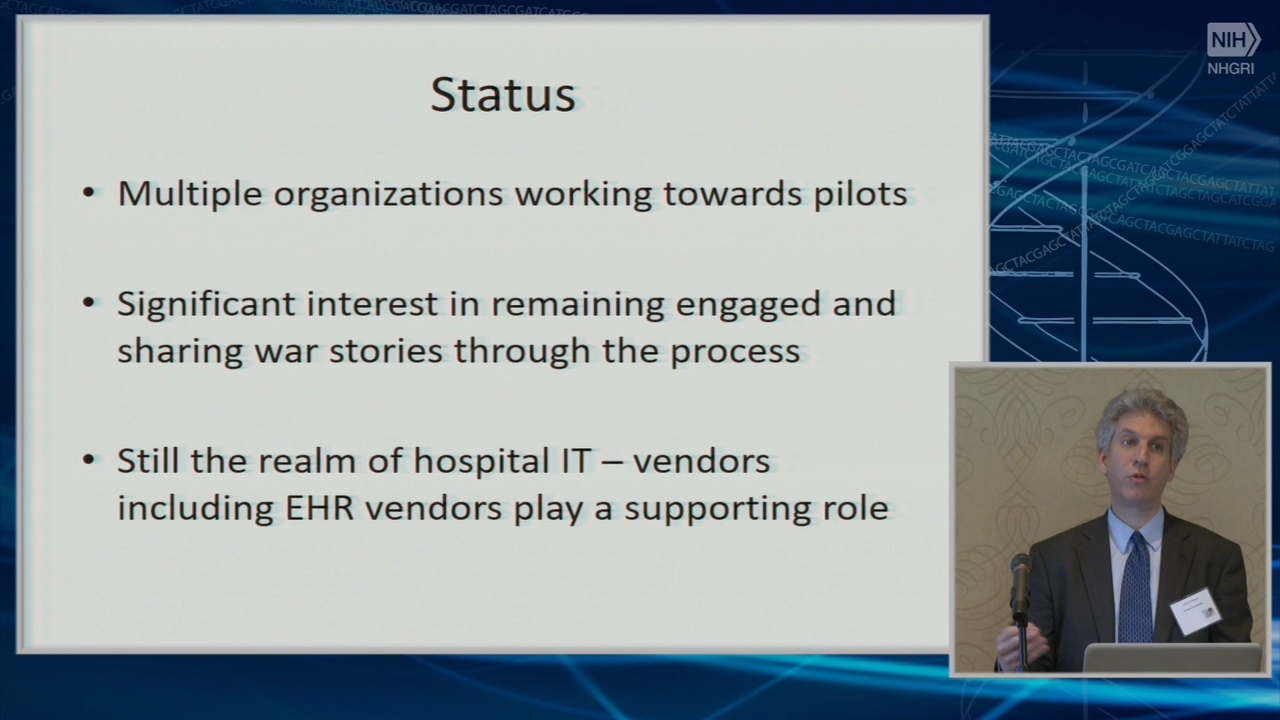 NIH
NHGRI
Status
• Multiple organizations working towards pilots
• Significant interest in remaining engaged and
sharing war stories through the process
• Still the realm of hospital IT – vendors
including EHR vendors play a supporting role